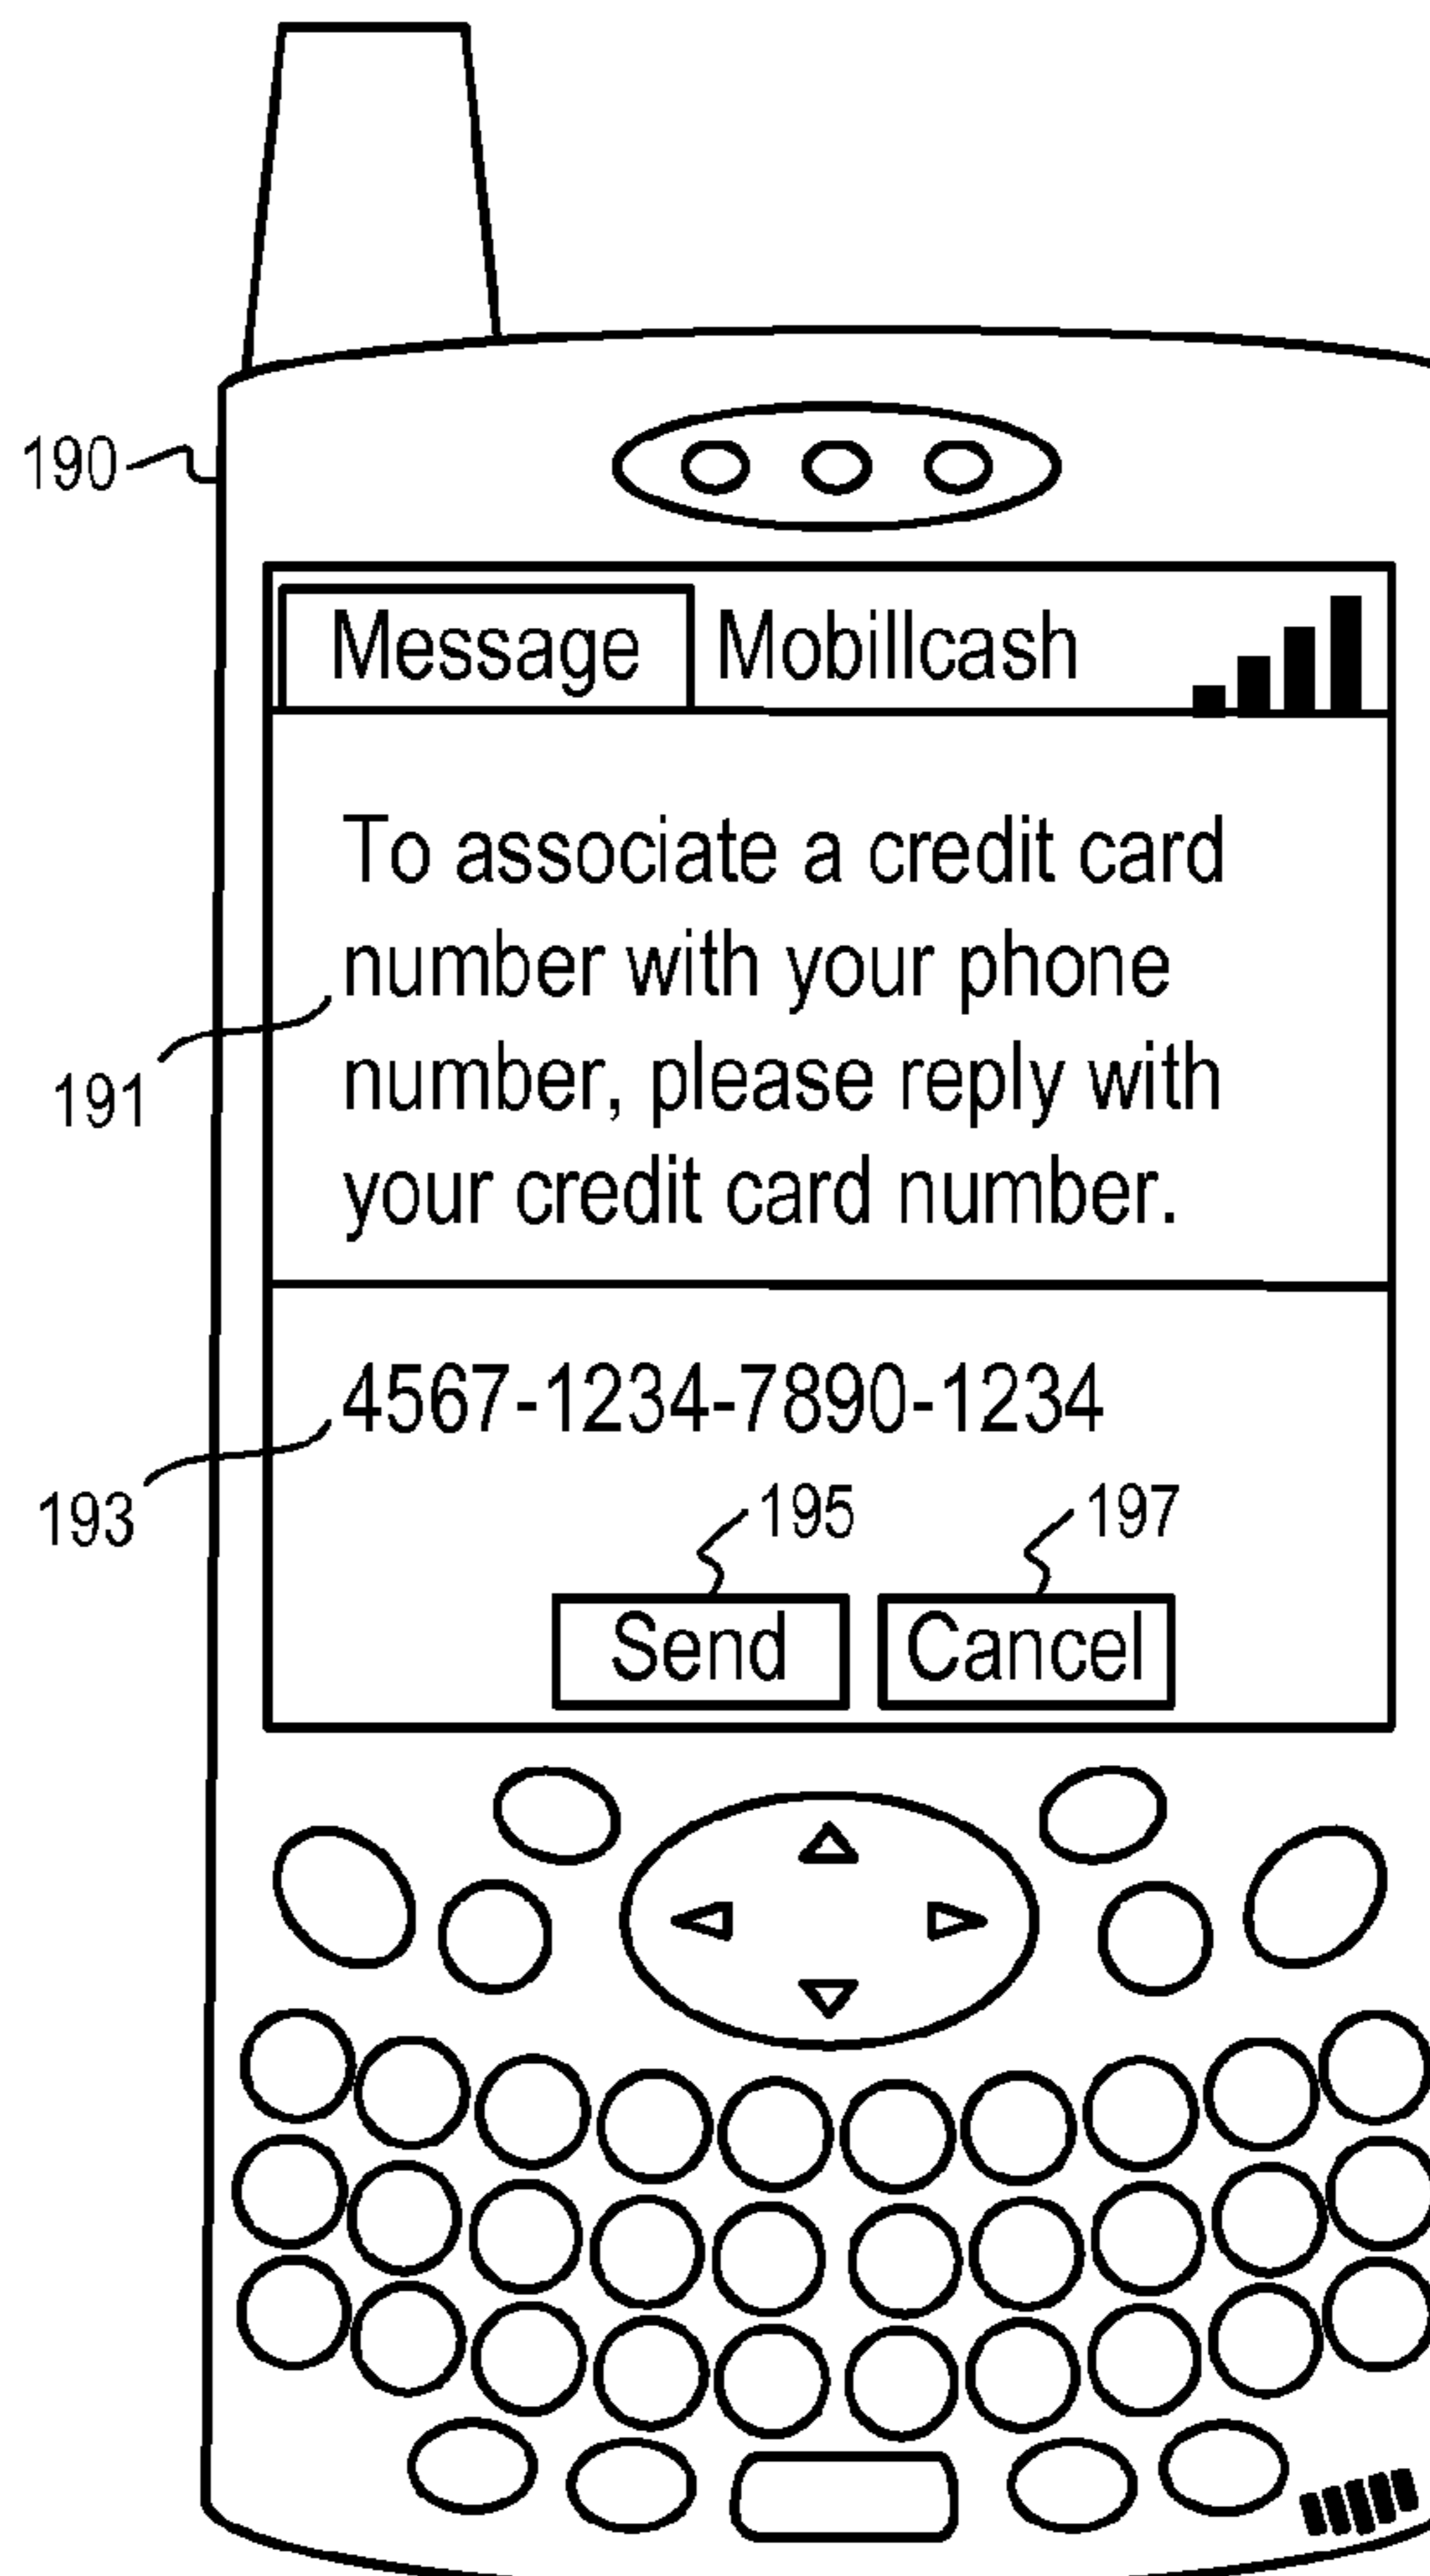 190
Message Mobillcash
To associate a credit card
number with your phone
191
number, please reply with
your credit card number.
4567-1234-7890-1234
193
195 197
Send Cancel